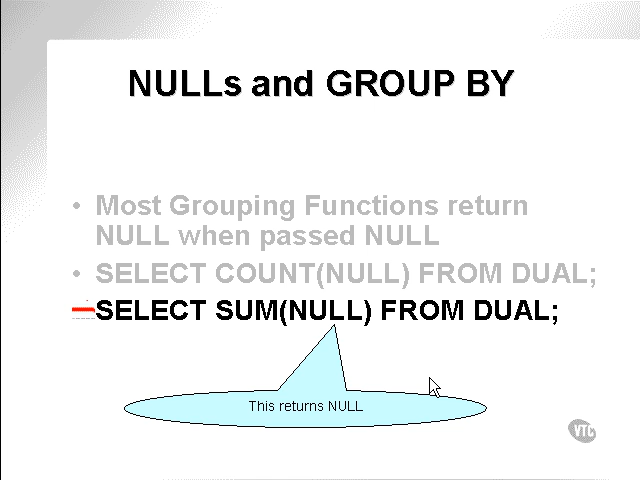 NULLs and GROUP BY
• Most Grouping Functions return
NULL when passed NULL
• SELECT COUNT(NULL) FROM DUAL;
SELECT SUM(NULL) FROM DUAL;
This returns NULL
VTC